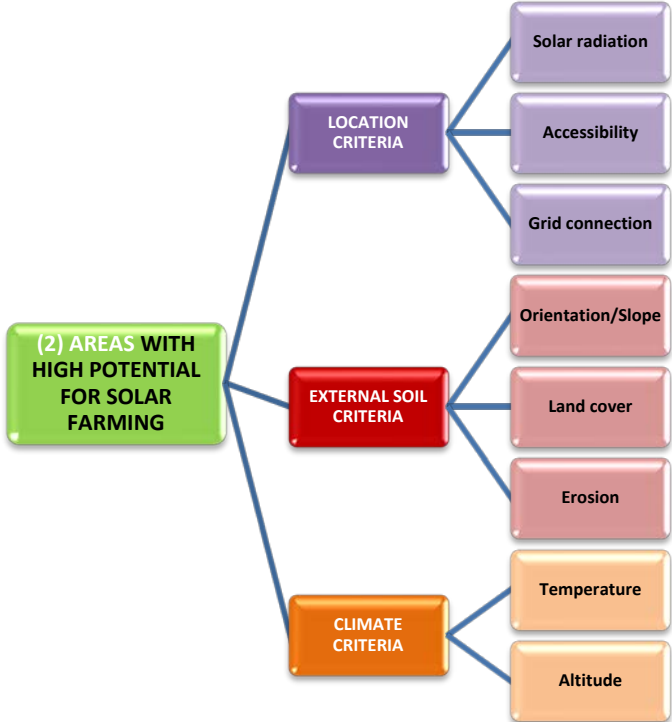 (2) AREAS WITH
HIGH POTENTIAL
FOR SOLAR
FARMING
LOCATION
CRITERIA
Solar radiation
Accessibility
Grid connection
EXTERNAL SOIL
CRITERIA
Orientation/Slope
Land cover
Erosion
CLIMATE
CRITERIA
Temperature
Altitude